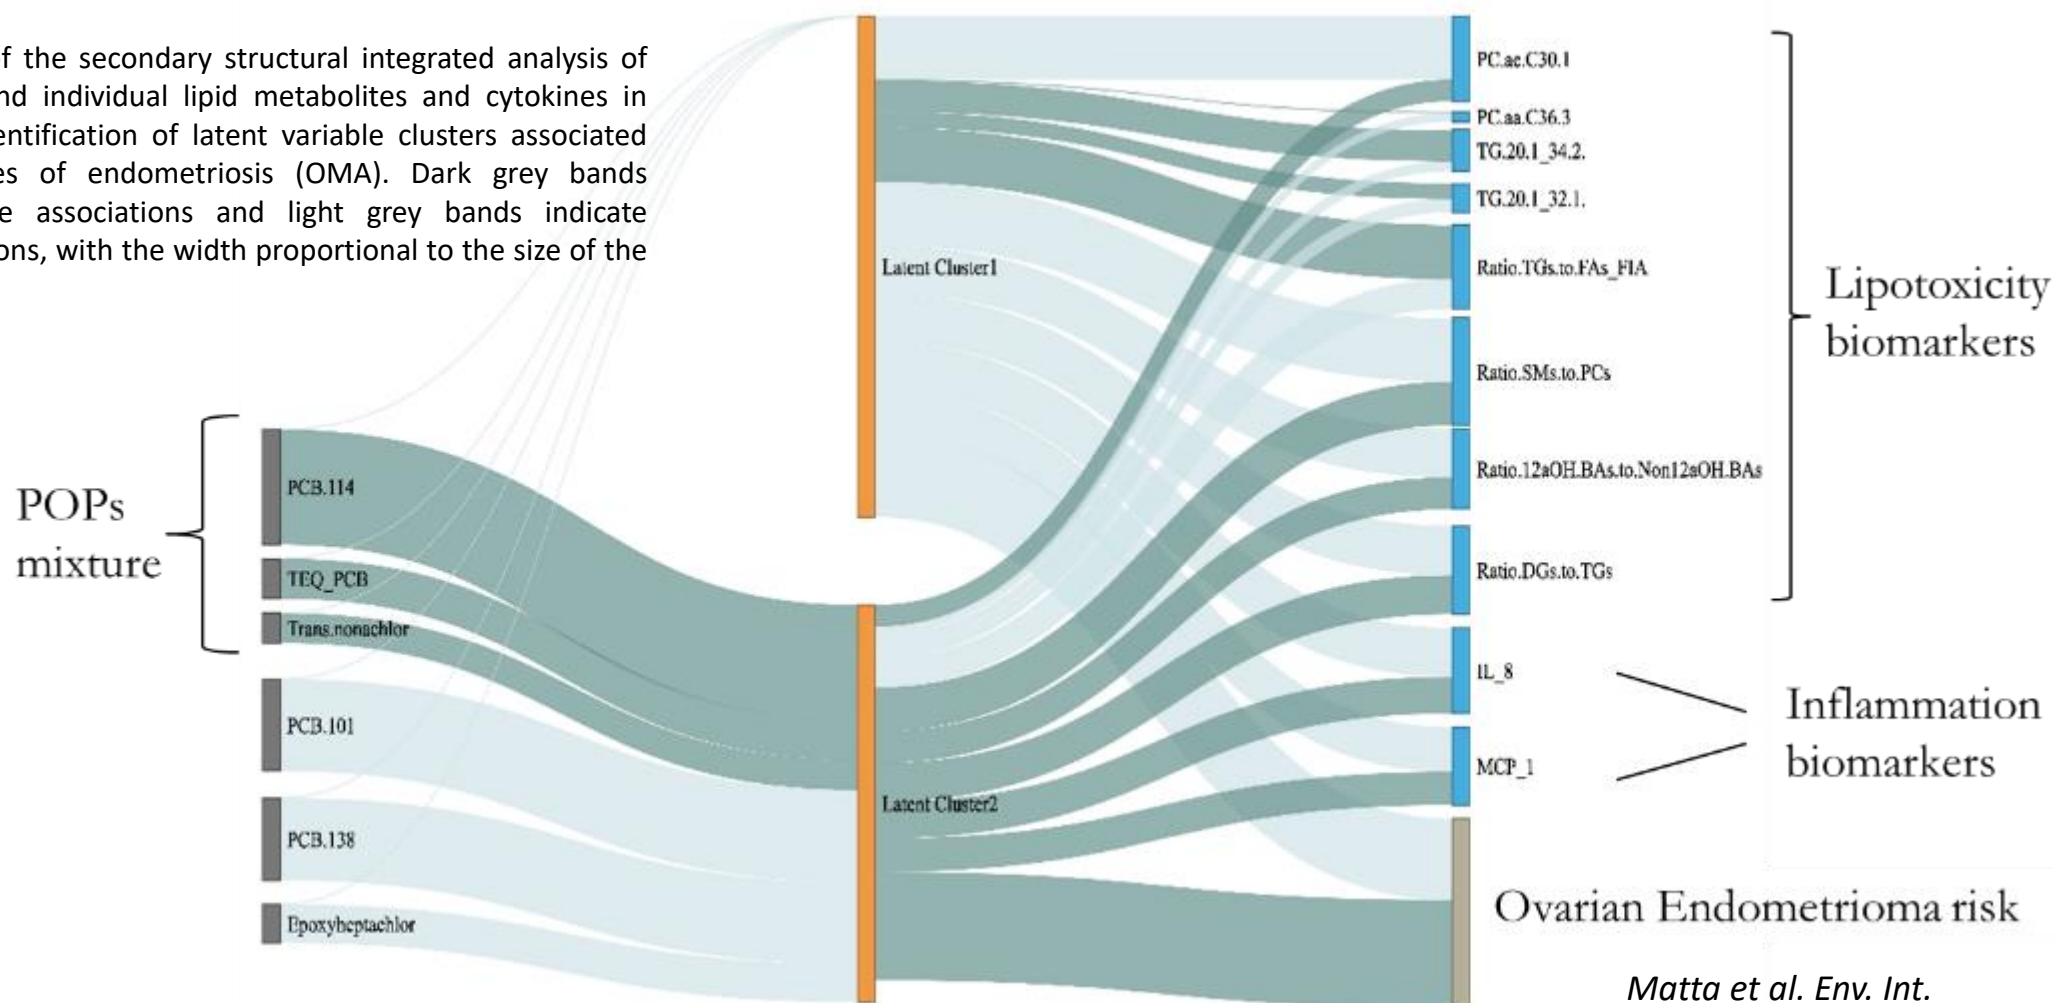 f the secondary structural integrated analysis of
nd individual lipid metabolites and cytokines in
entification of latent variable clusters associated
es of endometriosis (OMA). Dark grey bands
e associations and light grey bands indicate
ons, with the width proportional to the size of the
POPs
mixture
PCB.114
TEQ_PCB
Trans.nonachlor
PCB.101
PCB.138
Epoxyheptachlor
Latent Cluster1
Latent Cluster2
PC.ae.C30.1
PC.aa.C36.3
TG.20.1_34.2.
TG.20.1_32.1.
Ratio.TGs.to.FAs_FIA
Ratio.SMs.to.PCs
Ratio.12aOH.BAs.to.Non12aOH.BAs
Ratio.DGs.to.TGs
IL_8
MCP_1
Lipotoxicity
biomarkers
Inflammation
biomarkers
Ovarian Endometrioma risk
Matta et al. Env. Int.